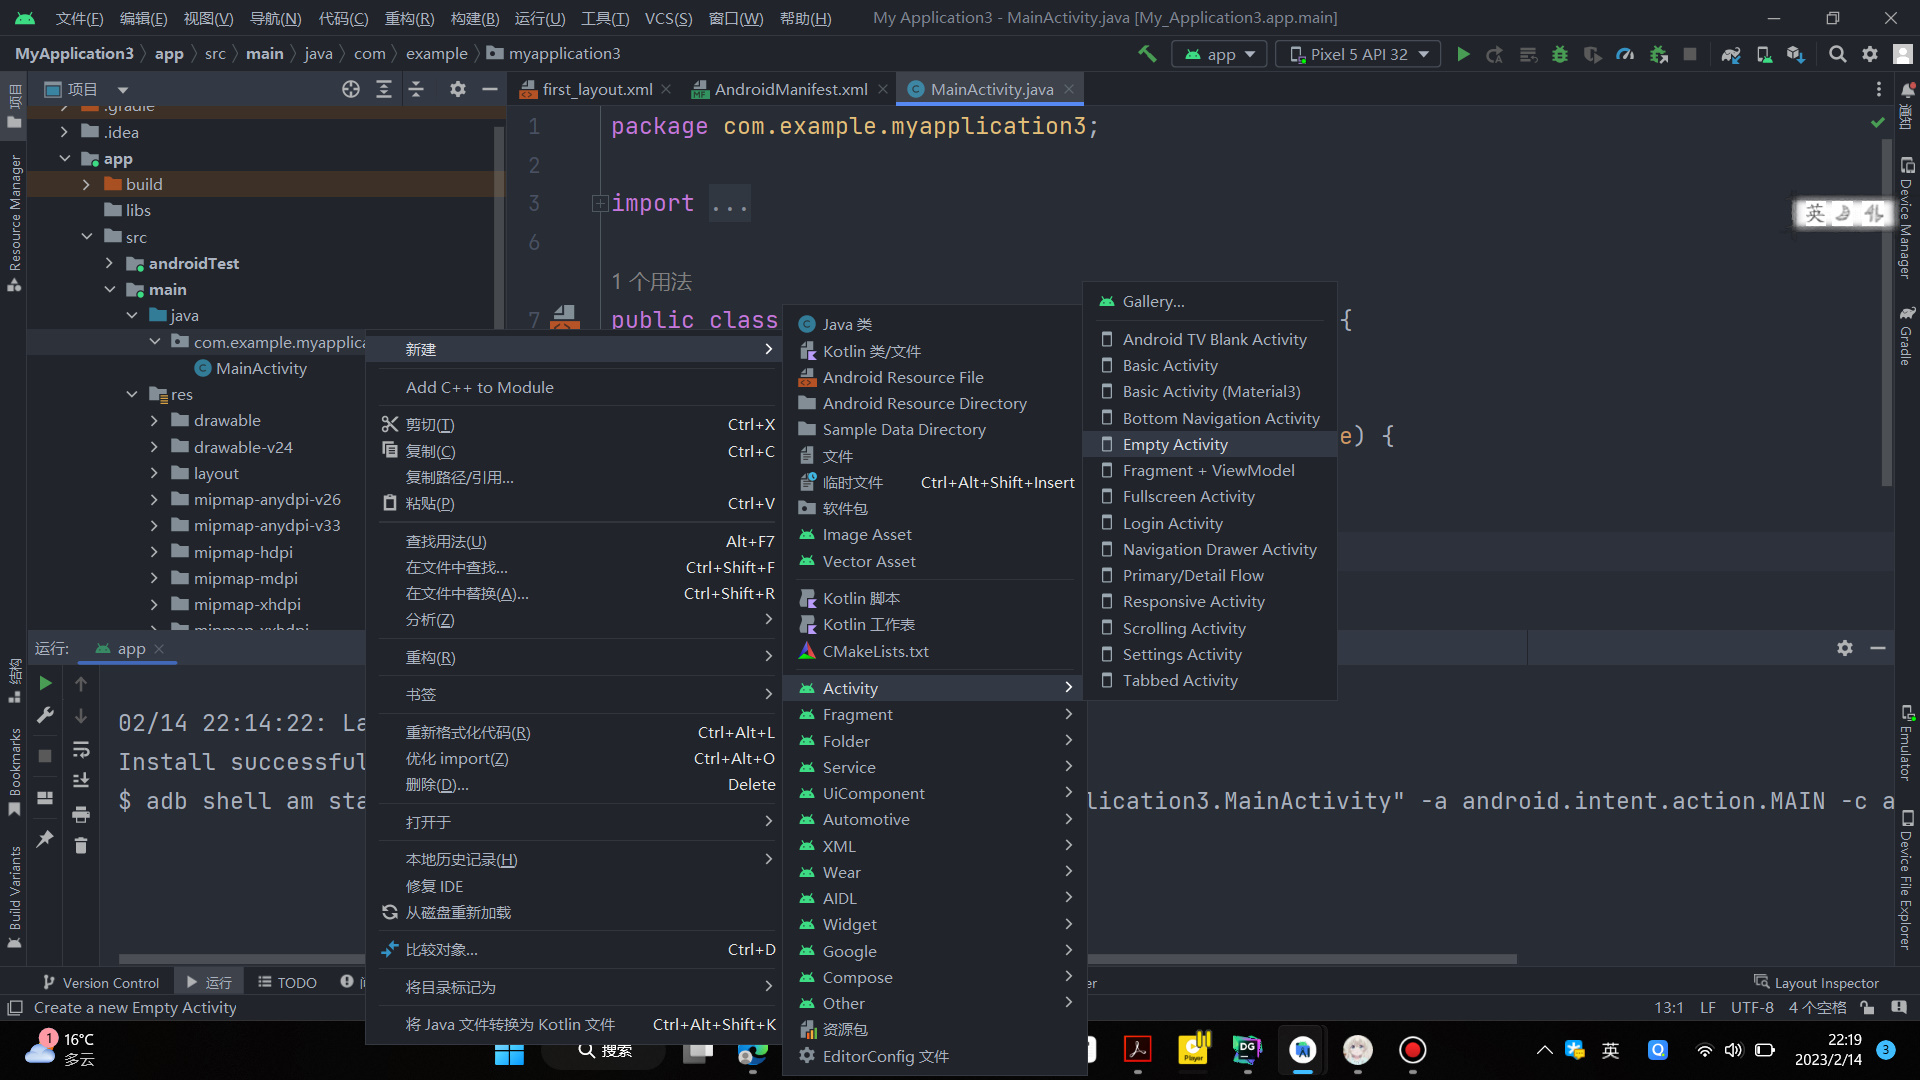 文件(F) 编辑(E) 视图(V) 导航(N) 代码(C) 重构(R) 构建(B) 运行(U) 工具(T) VCS(S) 窗口(W) 帮助(H) My Application3 - MainActivity.java [My_Application3.app.main]
MyApplication3 app src main java com example myapplication3
app Pixel 5 API 32
项目
first_layout.xml AndroidManifest.xml MainActivity.java
项目
Resource Manager
结构
Bookmarks
Build Variants
.gradle
.idea
app
build
libs
src
androidTest
main
java
com.example.myapplica
MainActivity
res
drawable
drawable-v24
layout
mipmap-anydpi-v26
mipmap-anydpi-v33
mipmap-hdpi
mipmap-mdpi
mipmap-xhdpi
mipmap-xxhdpi
1 package com.example.myapplication3;
2
3 import ...
6
1 个用法
7 public class {
e) {
英
通知
Device Manager
Gradle
Emulator
Device File Explorer
新建
Add C++ to Module
剪切(T) Ctrl+X
复制(C) Ctrl+C
复制路径/引用...
粘贴(P) Ctrl+V
查找用法(U) Alt+F7
在文件中查找... Ctrl+Shift+F
在文件中替换(A)... Ctrl+Shift+R
分析(Z)
重构(R)
书签
重新格式化代码(R) Ctrl+Alt+L
优化 import(Z) Ctrl+Alt+O
删除(D)... Delete
打开于
本地历史记录(H)
修复 IDE
从磁盘重新加载
比较对象... Ctrl+D
将目录标记为
将 Java 文件转换为 Kotlin 文件 Ctrl+Alt+Shift+K
Java 类
Kotlin 类/文件
Android Resource File
Android Resource Directory
Sample Data Directory
文件
临时文件 Ctrl+Alt+Shift+Insert
软件包
Image Asset
Vector Asset
Kotlin 脚本
Kotlin 工作表
CMakeLists.txt
Activity
Fragment
Folder
Service
UiComponent
Automotive
XML
Wear
AIDL
Widget
Google
Compose
Other
资源包
EditorConfig 文件
Gallery...
Android TV Blank Activity
Basic Activity
Basic Activity (Material3)
Bottom Navigation Activity
Empty Activity
Fragment + ViewModel
Fullscreen Activity
Login Activity
Navigation Drawer Activity
Primary/Detail Flow
Responsive Activity
Scrolling Activity
Settings Activity
Tabbed Activity
运行: app
02/14 22:14:22: La
Install successful
$ adb shell am sta lication3.MainActivity" -a android.intent.action.MAIN -c a
Version Control 运行 TODO er Layout Inspector
Create a new Empty Activity 13:1 LF UTF-8 4 个空格
1 16°C
多云
搜索
Player
DG
英
22:19
2023/2/14
3